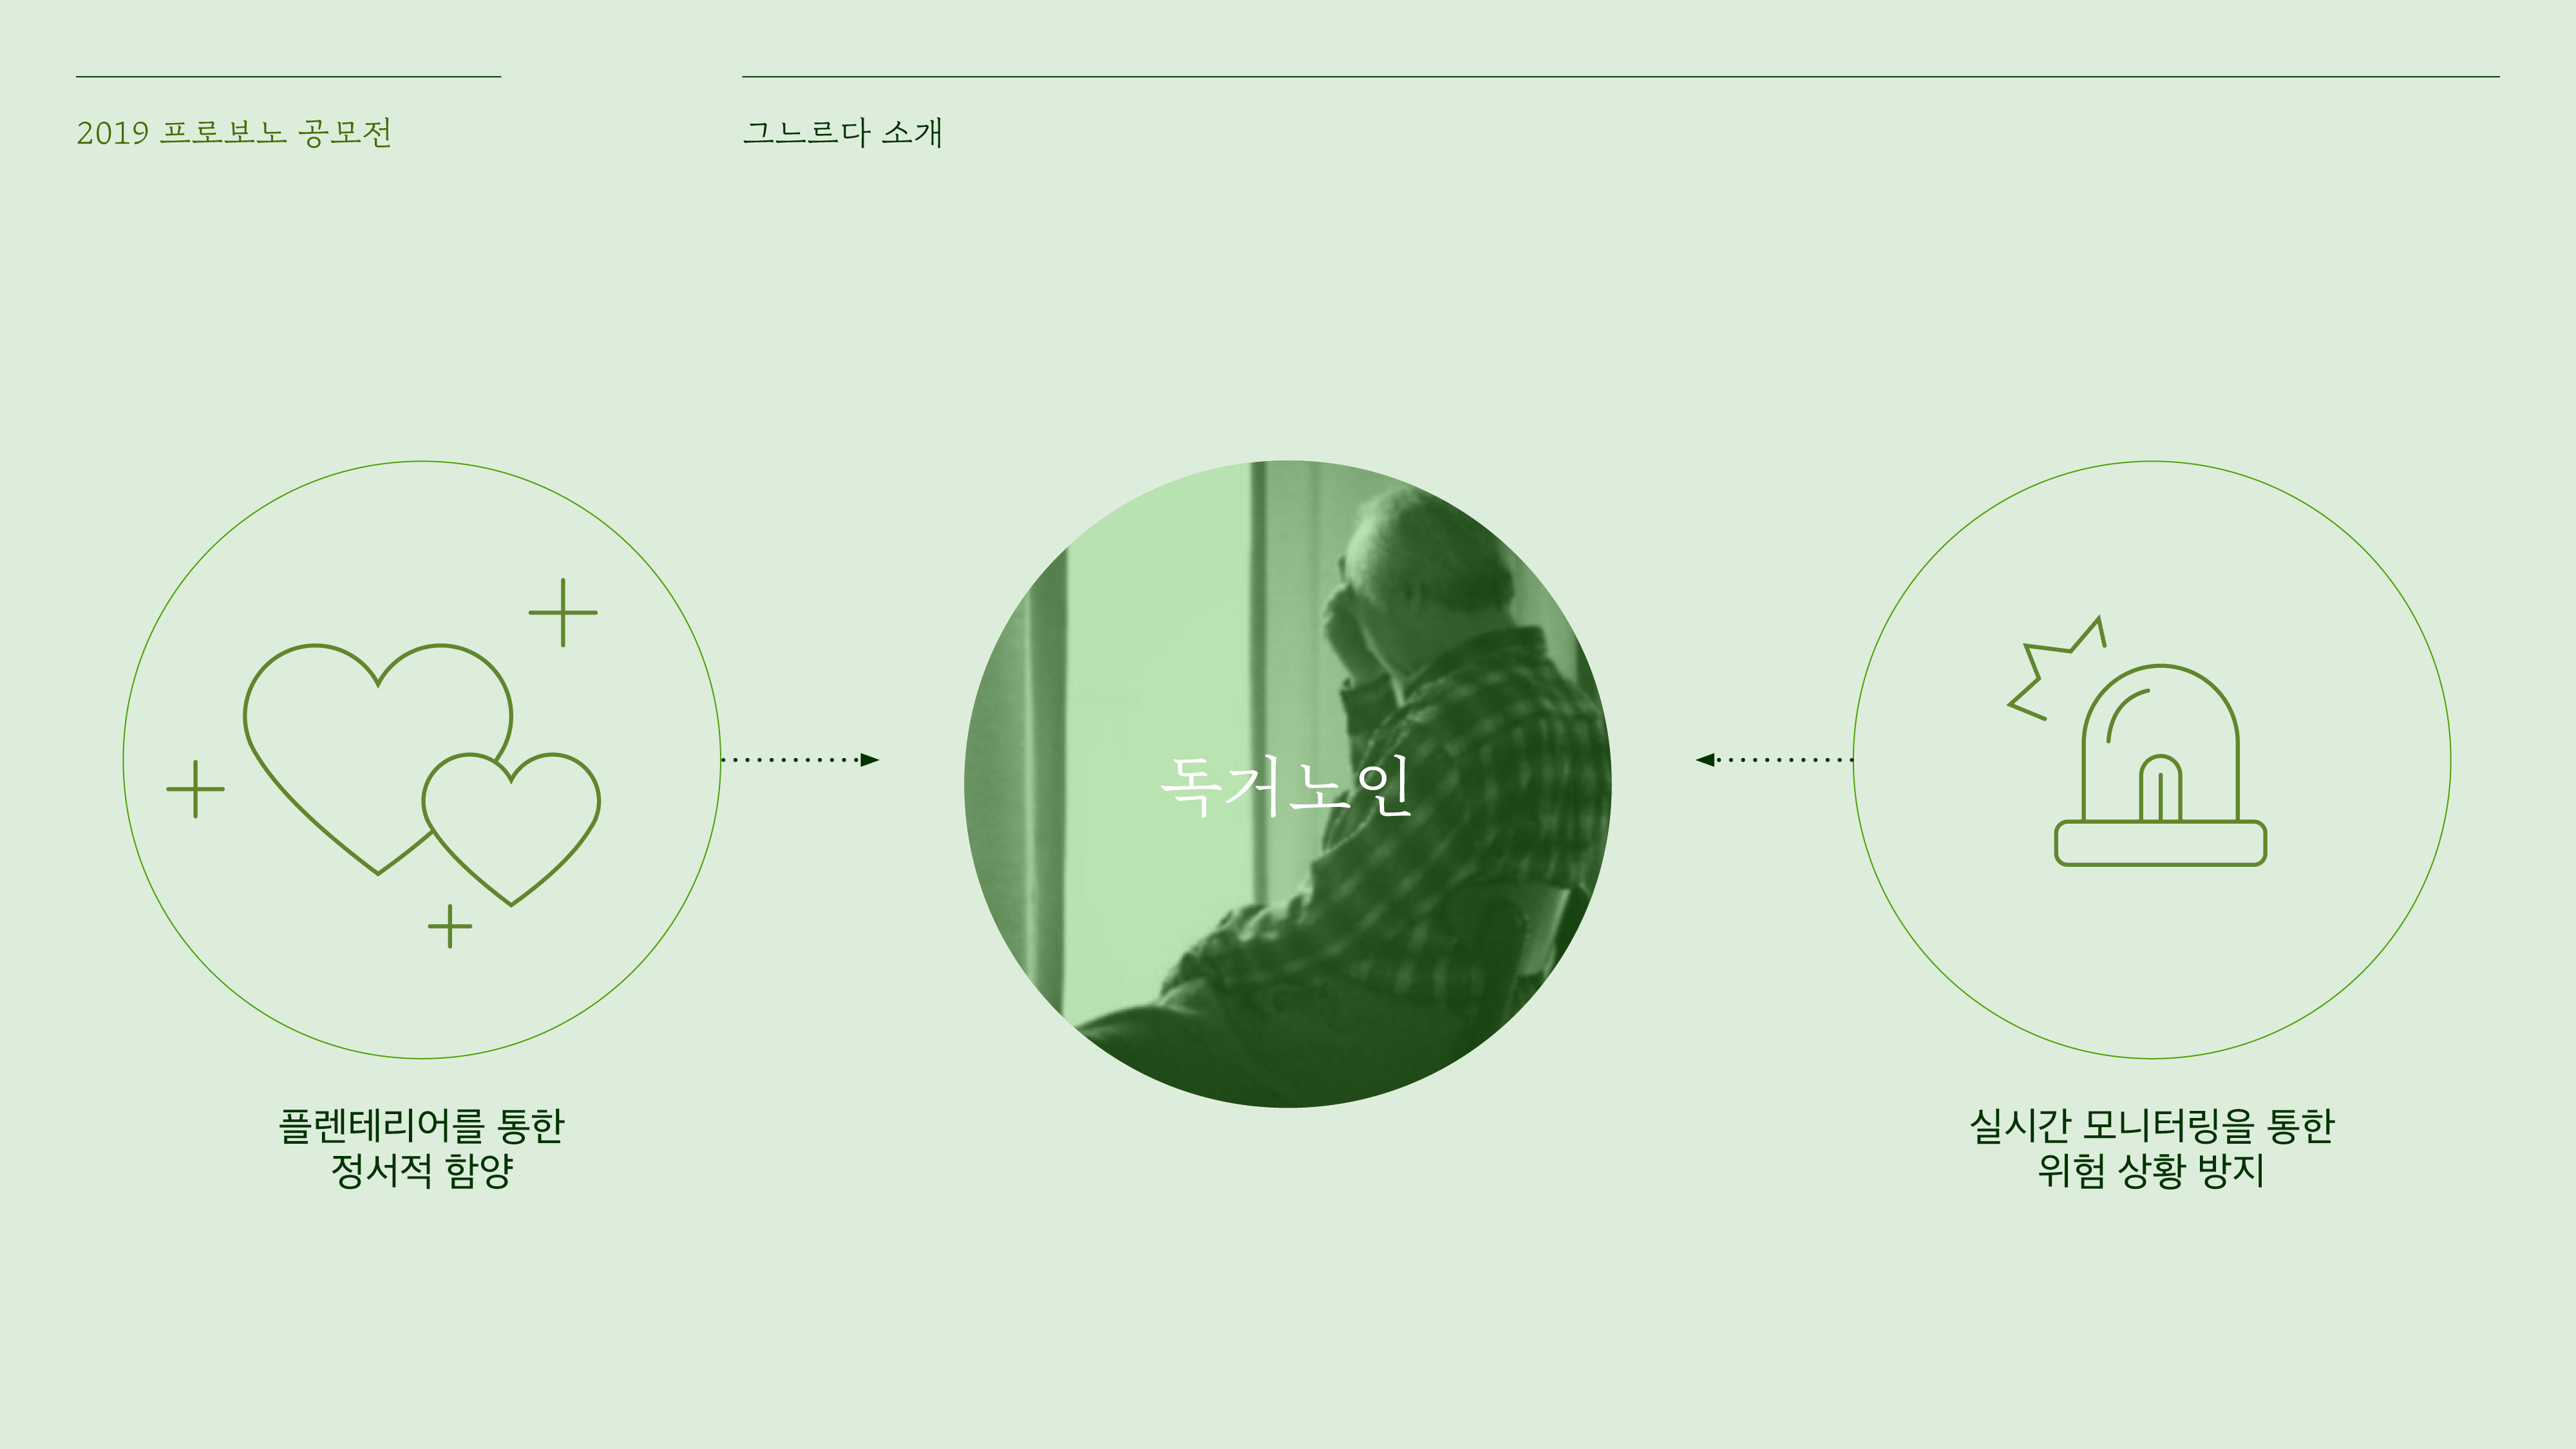 2019 프로보노 공모전
그느르다 소개
독거노인
플렌테리어를 통한
정서적 함양
실시간 모니터링을 통한
위험 상황 방지